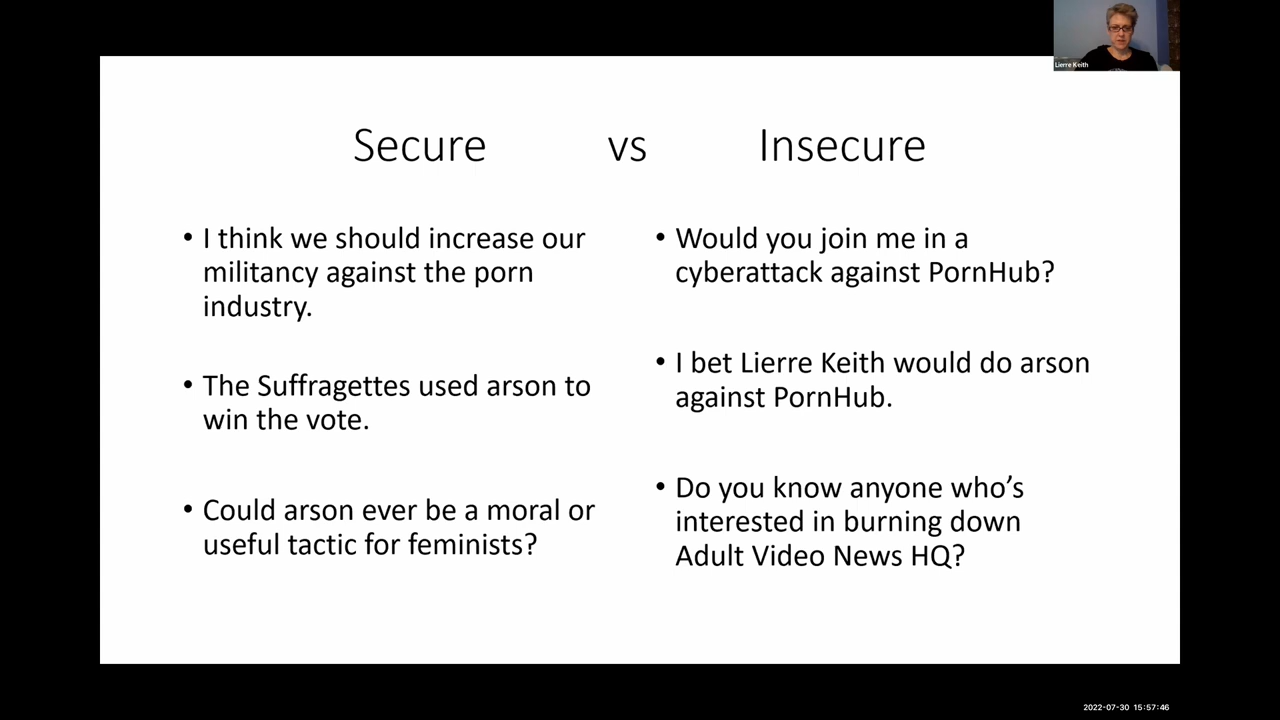 Lierre Keith
Secure vs Insecure
• I think we should increase our
militancy against the porn
industry.
• The Suffragettes used arson to
win the vote.
• Could arson ever be a moral or
useful tactic for feminists?
• Would you join me in a
cyberattack against PornHub?
• I bet Lierre Keith would do arson
against PornHub.
• Do you know anyone who’s
interested in burning down
Adult Video News HQ?
2022-07-30 15:57:46